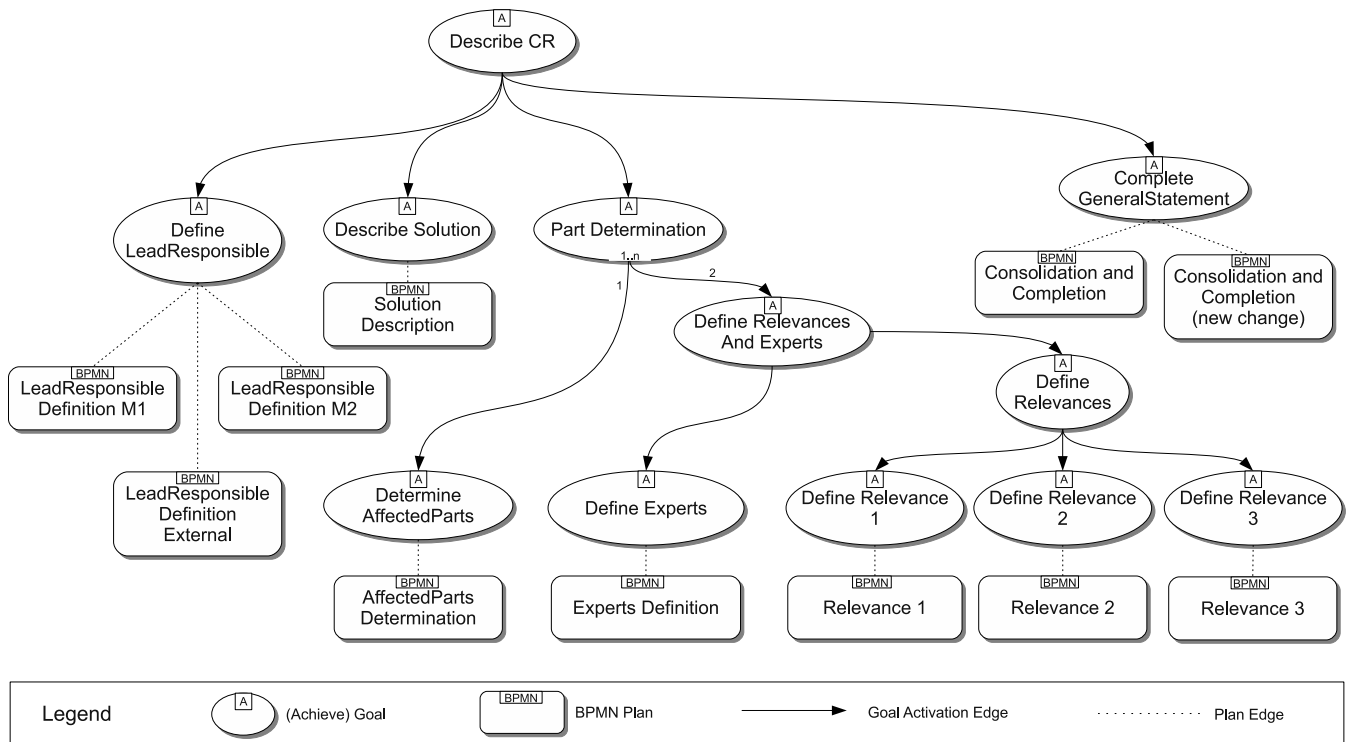 A
Describe CR
A
Define
LeadResponsible
A
Describe Solution
A
Part Determination
1..n
1
2
A
Complete
GeneralStatement
BPMN
Solution
Description
A
Define Relevances
And Experts
BPMN
Consolidation and
Completion
BPMN
Consolidation and
Completion
(new change)
BPMN
LeadResponsible
Definition M1
BPMN
LeadResponsible
Definition M2
A
Define
Relevances
BPMN
LeadResponsible
Definition
External
A
Determine
AffectedParts
A
Define Experts
A
Define Relevance
1
A
Define Relevance
2
A
Define Relevance
3
BPMN
AffectedParts
Determination
BPMN
Experts Definition
BPMN
Relevance 1
BPMN
Relevance 2
BPMN
Relevance 3
Legend
A
(Achieve) Goal
BPMN
BPMN Plan
Goal Activation Edge
Plan Edge